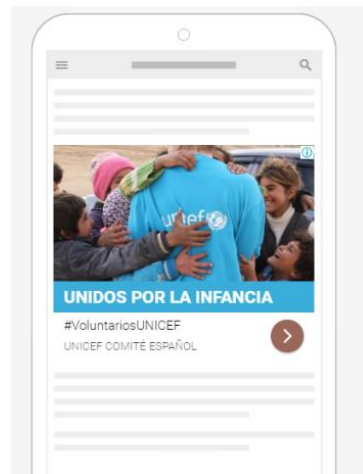 unicef
UNIDOS POR LA INFANCIA
#VoluntariosUNICEF
UNICEF COMITÉ ESPAÑOL